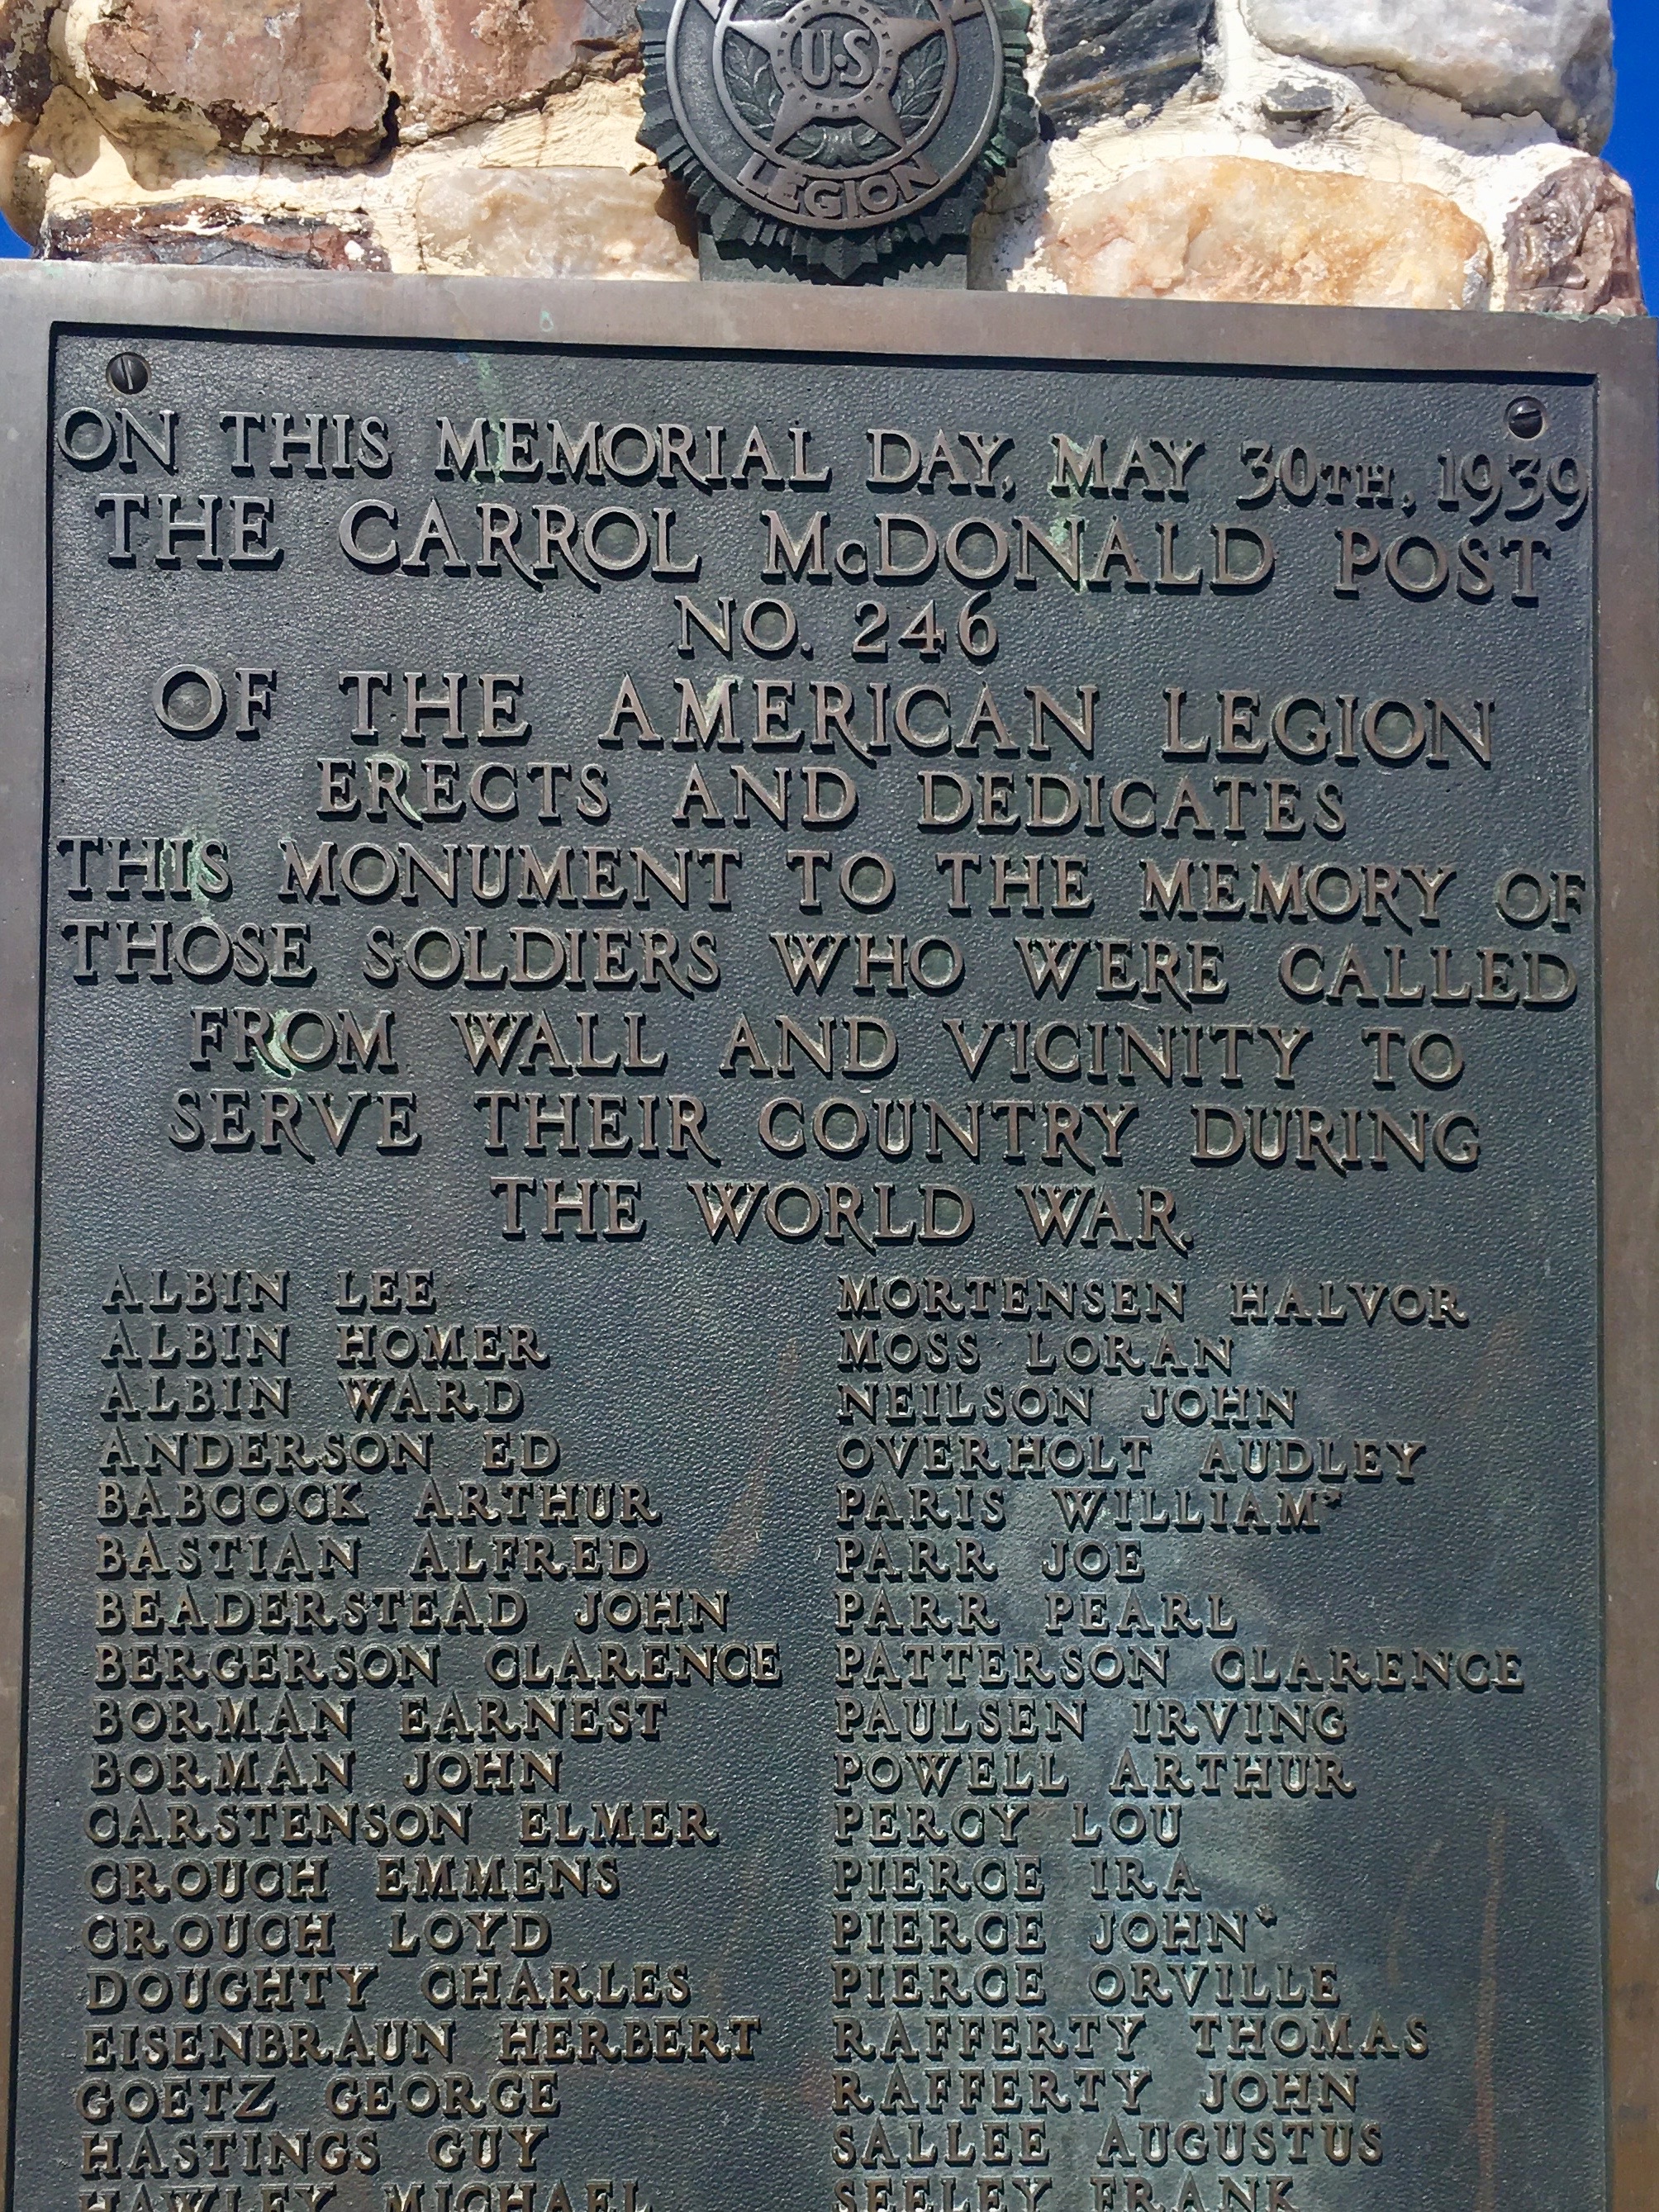 U.S
LEGION
ON THIS MEMORIAL DAY, MAY 30TH, 1939
THE CARROL McDONALD POST
NO. 246
OF THE AMERICAN LEGION
ERECTS AND DEDICATES
THIS MONUMENT TO THE MEMORY OF
THOSE SOLDIERS WHO WERE CALLED
FROM WALL AND VICINITY TO
SERVE THEIR COUNTRY DURING
THE WORLD WAR.
ALBIN LEE
ALBIN HOMER
ALBIN WARD
ANDERSON ED
BABCOCK ARTHUR
BASTIAN ALFRED
BEADERSTEAD JOHN
BERGERSON CLARENCE
BORMAN EARNEST
BORMAN JOHN
CARSTENSON ELMER
CROUCH EMMENS
CROUCH LOYD
DOUGHTY CHARLES
EISENBRAUN HERBERT
GOETZ GEORGE
HASTINGS GUY
HAWLEY MICHAEL
MORTENSEN HALVOR
MOSS LORAN
NEILSON JOHN
OVERHOLT AUDLEY
PARIS WILLIAM*
PARR JOE
PARR PEARL
PATTERSON CLARENCE
PAULSEN IRVING
POWELL ARTHUR
PERCY LOU
PIERCE IRA
PIERCE JOHN*
PIERCE ORVILLE
RAFFERTY THOMAS
RAFFERTY JOHN
SALLEE AUGUSTUS
SEELEY FRANK